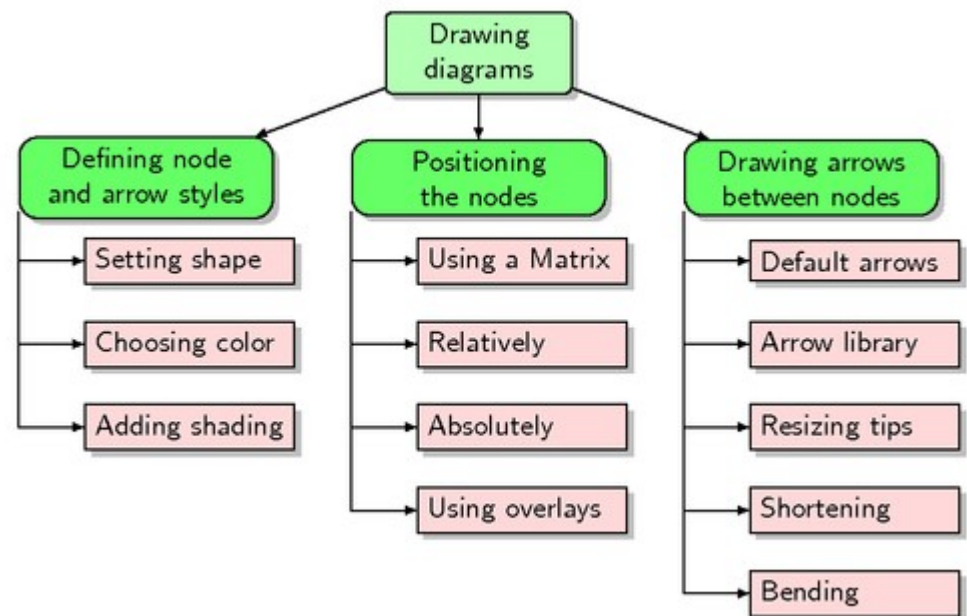 Drawing
diagrams
Defining node
and arrow styles
Setting shape
Choosing color
Adding shading
Positioning
the nodes
Using a Matrix
Relatively
Absolutely
Using overlays
Drawing arrows
between nodes
Default arrows
Arrow library
Resizing tips
Shortening
Bending